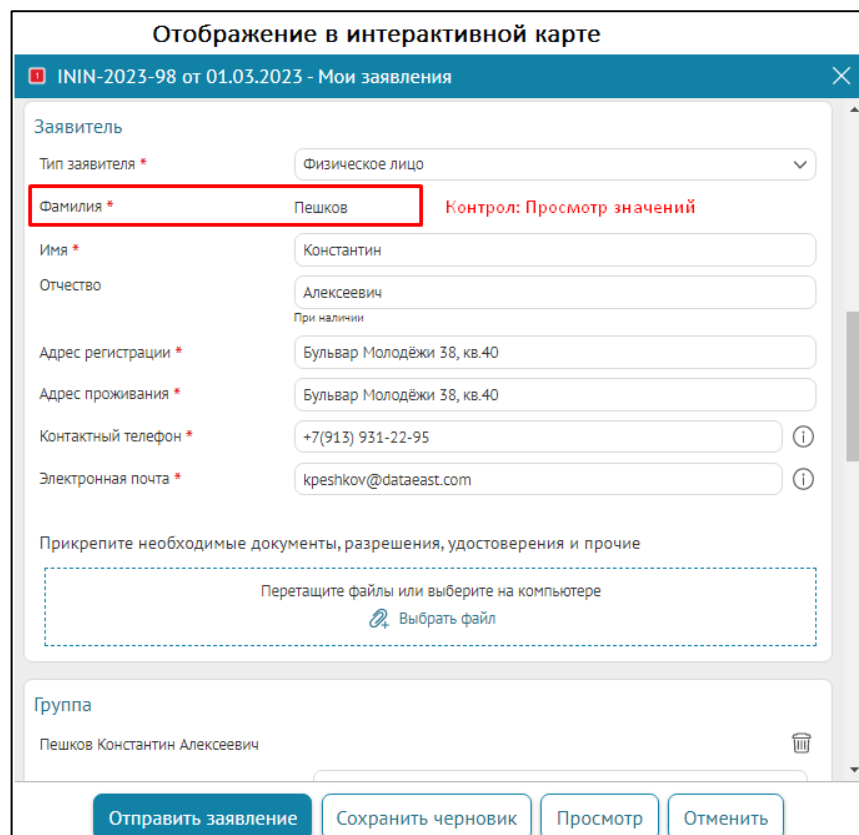 Отображение в интерактивной карте
1 ININ-2023-98 от 01.03.2023 - Мои заявления
Заявитель
Тип заявителя * Физическое лицо
Фамилия * Пешков Контрол: Просмотр значений
Имя * Константин
Отчество Алексеевич
При наличии
Адрес регистрации * Бульвар Молодёжи 38, кв.40
Адрес проживания * Бульвар Молодёжи 38, кв.40
Контактный телефон * +7(913) 931-22-95
Электронная почта * kpeshkov@dataeast.com
Прикрепите необходимые документы, разрешения, удостоверения и прочие
Перетащите файлы или выберите на компьютере
Выбрать файл
Группа
Пешков Константин Алексеевич
Отправить заявление Сохранить черновик Просмотр Отменить